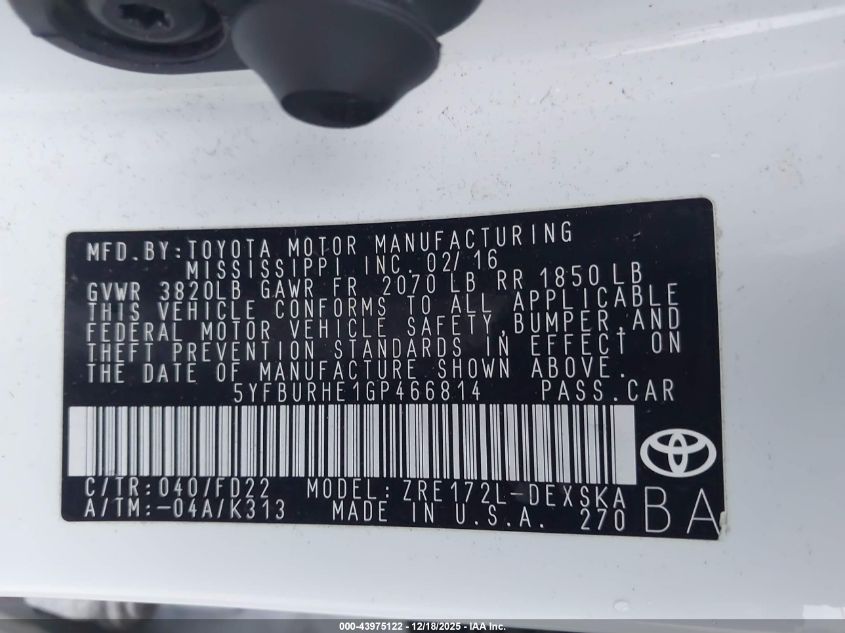 MFD.BY:TOYOTA MOTOR MANUFACTURING
MISSISSIPPI INC. 02/16
GVWR 3820LB GAWR FR 2070 LB RR 1850 LB
THIS VEHICLE CONFORMS TO ALL APPLICABLE
FEDERAL MOTOR VEHICLE SAFETY,BUMPER,AND
THEFT PREVENTION STANDARDS IN EFFECT ON
THE DATE OF MANUFACTURE SHOWN ABOVE.
5YFBURHE1GP466814 PASS.CAR
C/TR:040/FD22 MODEL:ZRE172L-DEXSKA
A/TM:-04A/K313 MADE IN U.S.A. 270
BA
000-43975122 - 12/18/2025 - IAA Inc.